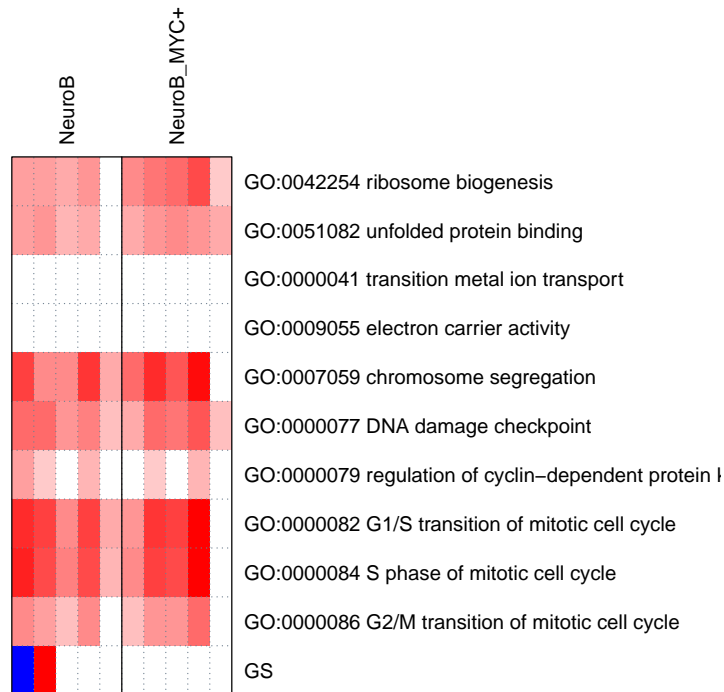 NeuroB
NeuroB_MYC+
GO:0042254 ribosome biogenesis
GO:0051082 unfolded protein binding
GO:0000041 transition metal ion transport
GO:0009055 electron carrier activity
GO:0007059 chromosome segregation
GO:0000077 DNA damage checkpoint
GO:0000079 regulation of cyclin−dependent protein k
GO:0000082 G1/S transition of mitotic cell cycle
GO:0000084 S phase of mitotic cell cycle
GO:0000086 G2/M transition of mitotic cell cycle
GS